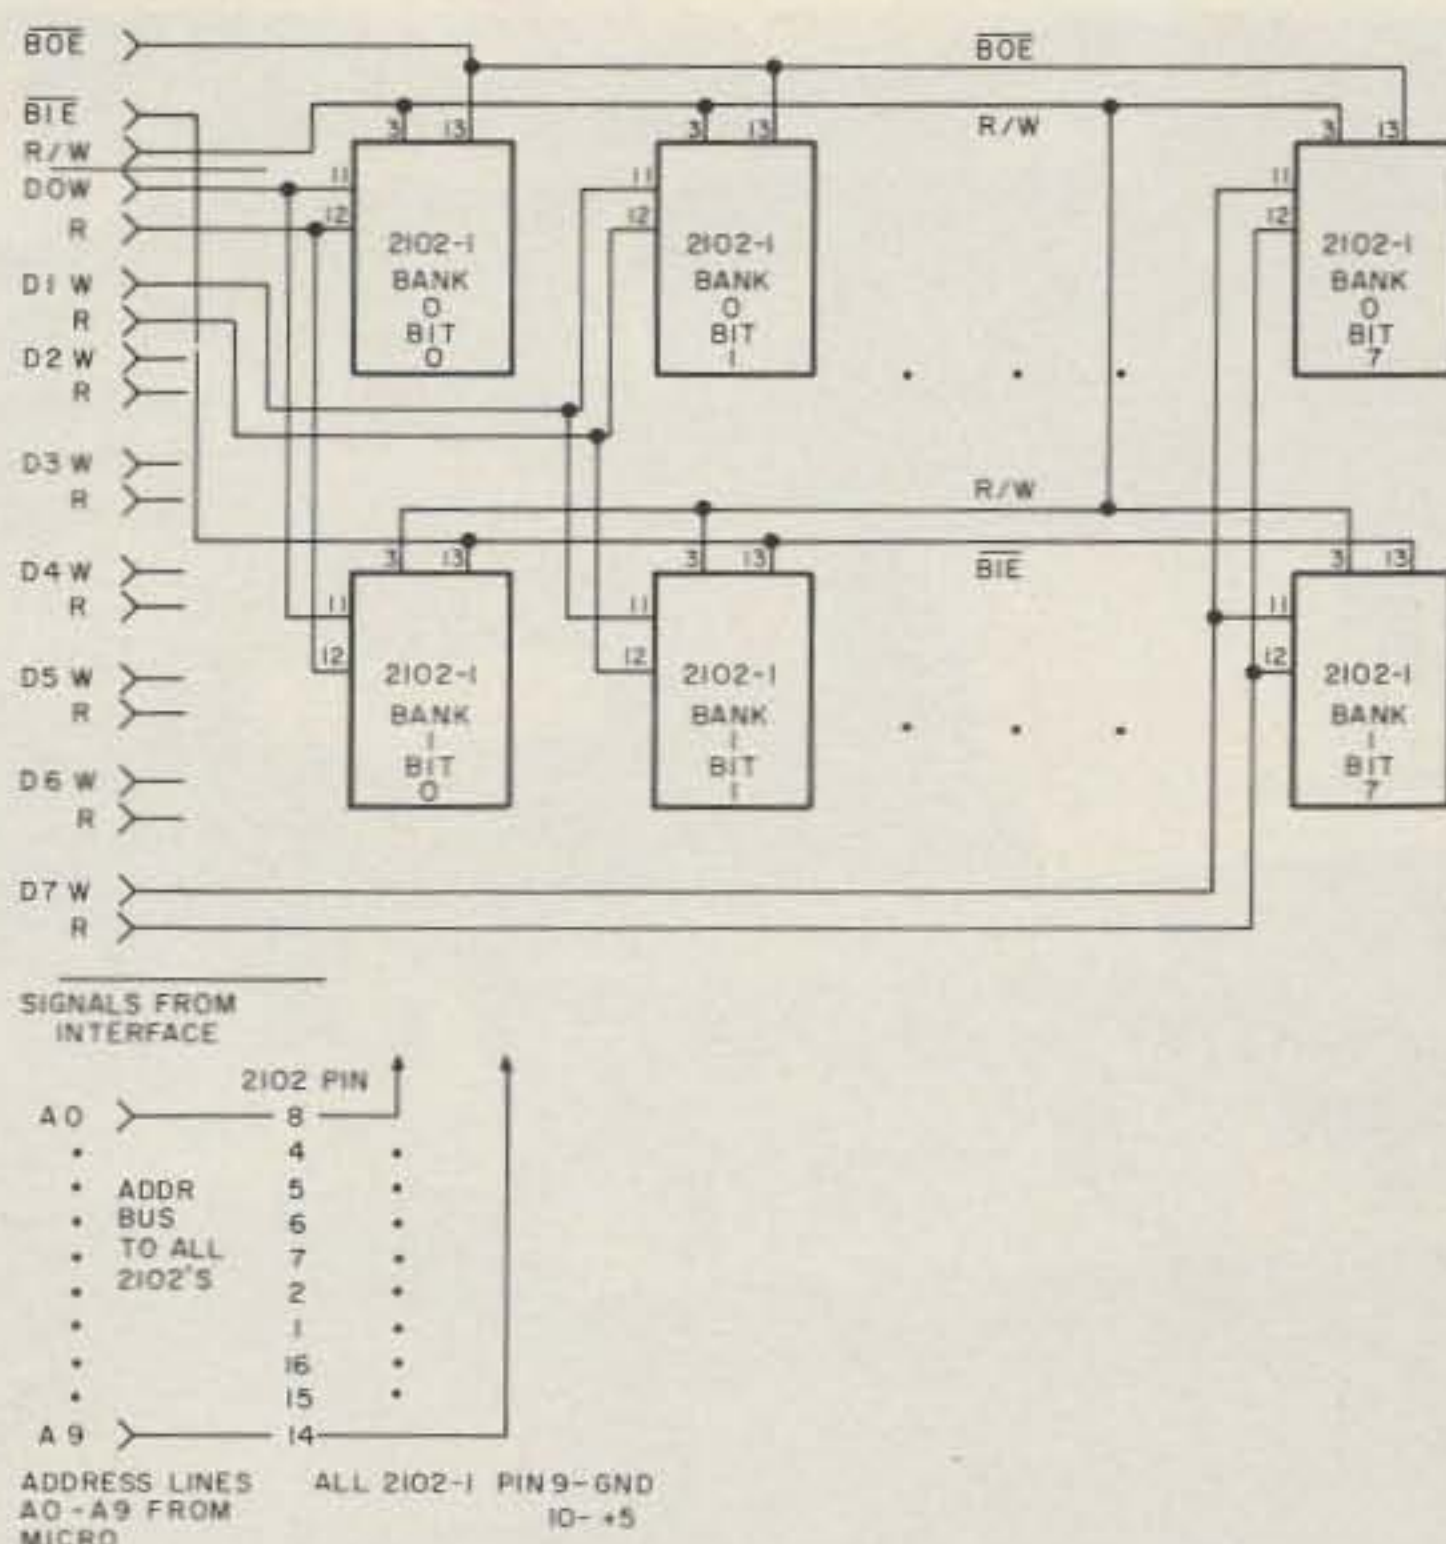 BOE
BOE
BIE
R/W
R/W
DOW
R
3 13
3 13
3 13
11
12
11
12
11
12
2102-1
BANK
0
BIT
0
2102-1
BANK
0
BIT
1
2102-1
BANK
0
BIT
7
D1 W
R
D2 W
R
D3 W
R
R/W
BIE
D4 W
R
3 13
3 13
3 13
11
12
11
12
11
12
2102-1
BANK
1
BIT
0
2102-1
BANK
1
BIT
1
2102-1
BANK
1
BIT
7
D5 W
R
D6 W
R
D7 W
R
SIGNALS FROM
INTERFACE
2102 PIN
A0 8
4
5
6
7
2
1
16
15
A9 14
ADDR
BUS
TO ALL
2102'S
ADDRESS LINES
A0-A9 FROM
MICRO
ALL 2102-1 PIN 9-GND
10- +5